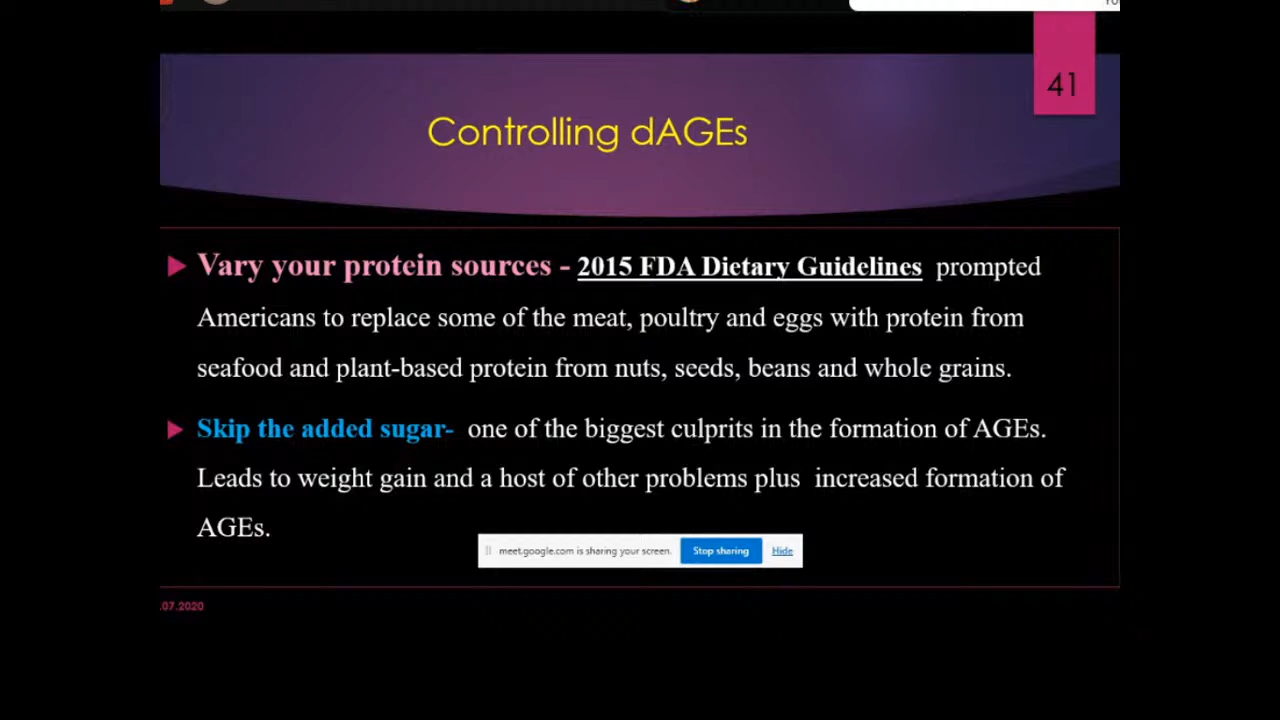 41
Controlling dAGEs
Vary your protein sources - 2015 FDA Dietary Guidelines prompted
Americans to replace some of the meat, poultry and eggs with protein from
seafood and plant-based protein from nuts, seeds, beans and whole grains.
Skip the added sugar- one of the biggest culprits in the formation of AGEs.
Leads to weight gain and a host of other problems plus increased formation of
AGEs.
meet.google.com is sharing your screen. Stop sharing Hide
.07.2020